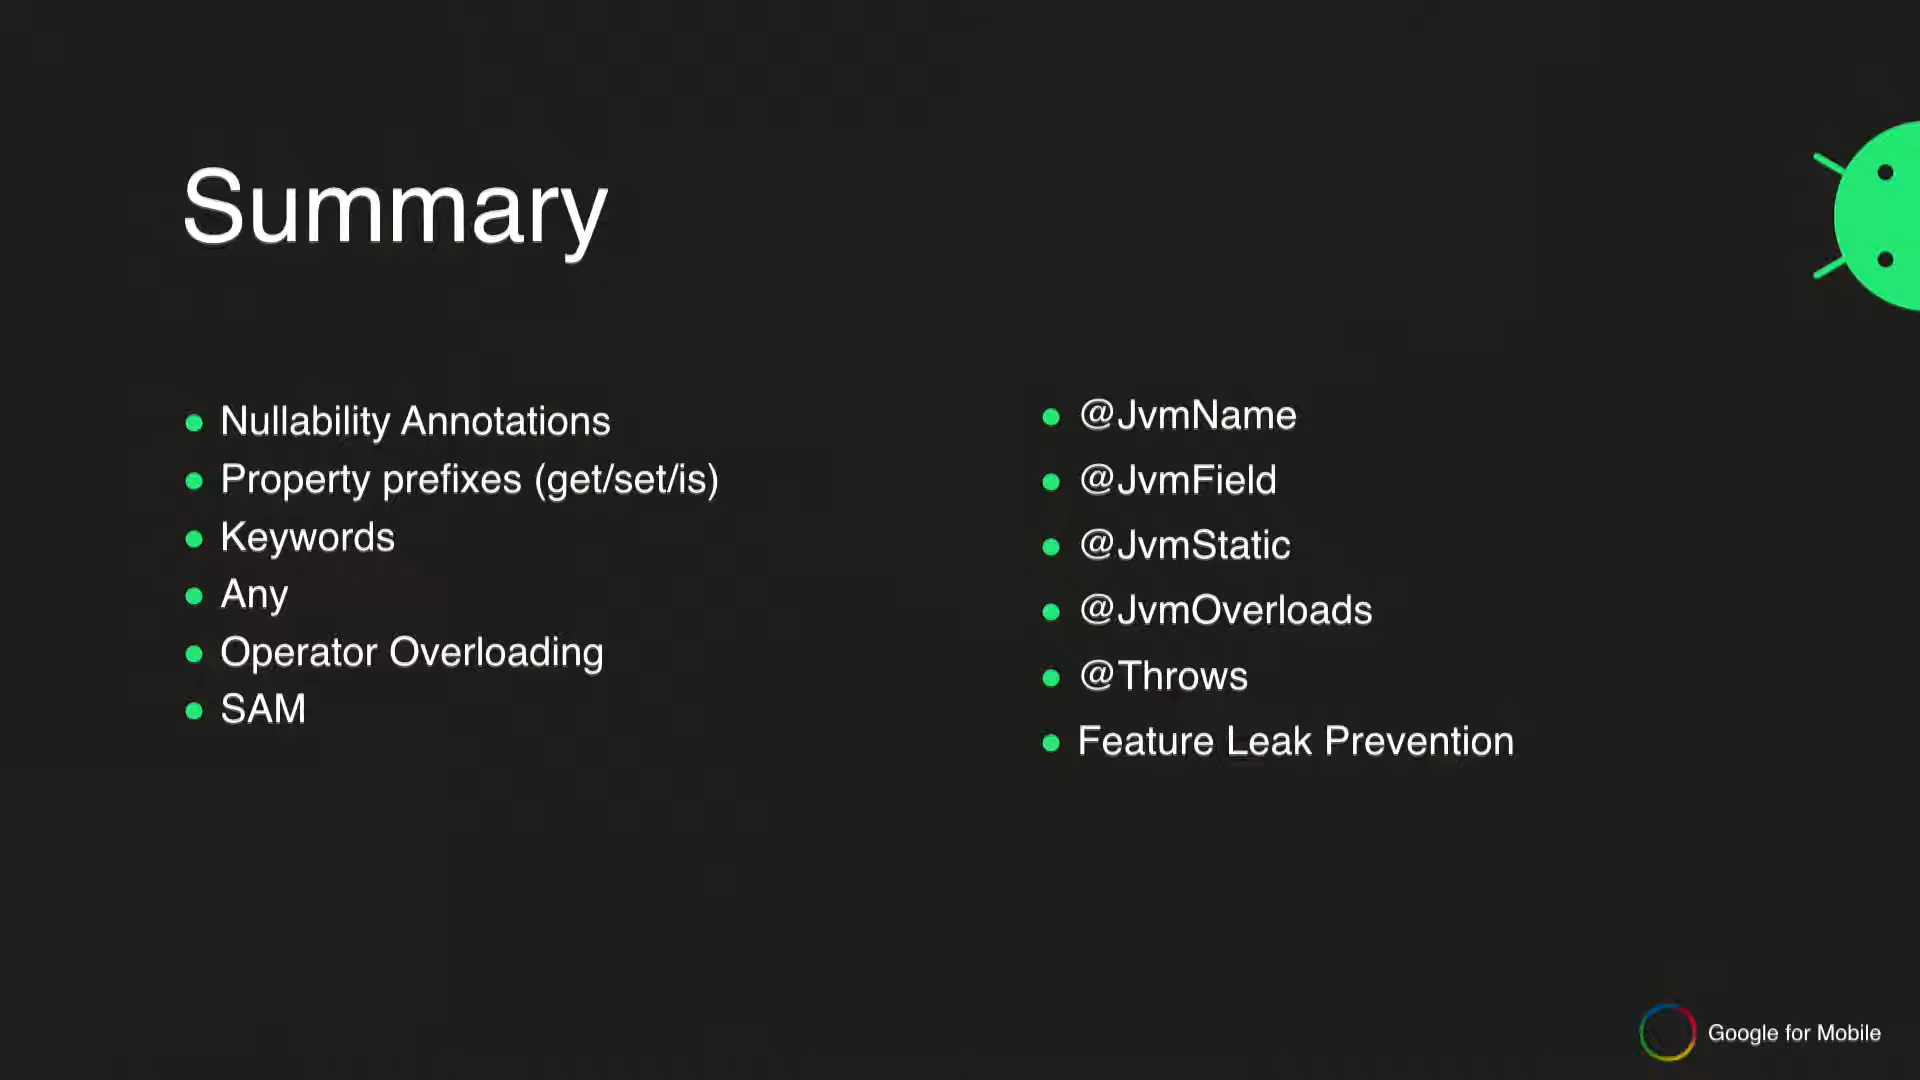 Summary
Nullability Annotations
Property prefixes (get/set/is)
Keywords
Any
Operator Overloading
SAM
@JvmName
@JvmField
@JvmStatic
@JvmOverloads
@Throws
Feature Leak Prevention
Google for Mobile